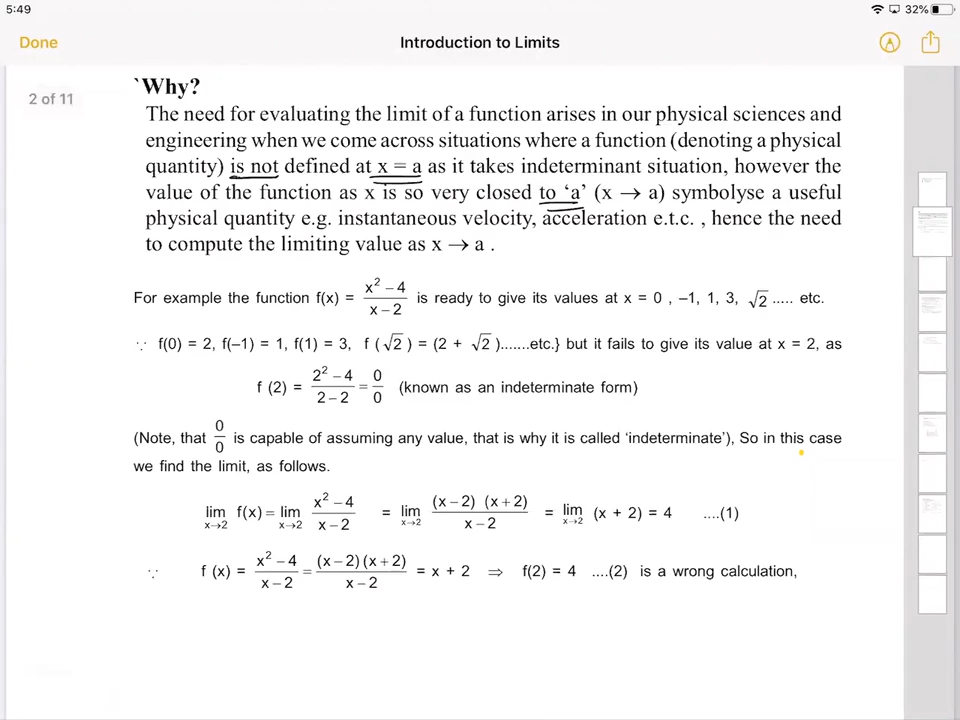 5:49 32%
Done Introduction to Limits
2 of 11
`Why?
The need for evaluating the limit of a function arises in our physical sciences and
engineering when we come across situations where a function (denoting a physical
quantity) is not defined at x = a as it takes indeterminant situation, however the
value of the function as x is so very closed to ‘a’ (x → a) symbolyse a useful
physical quantity e.g. instantaneous velocity, acceleration e.t.c. , hence the need
to compute the limiting value as x → a .
For example the function f(x) = (x² – 4)/(x – 2) is ready to give its values at x = 0 , –1, 1, 3, √2 ..... etc.
∵ f(0) = 2, f(–1) = 1, f(1) = 3, f (√2) = (2 + √2).......etc.} but it fails to give its value at x = 2, as
f (2) = (2² – 4)/(2 – 2) = 0/0 (known as an indeterminate form)
(Note, that 0/0 is capable of assuming any value, that is why it is called ‘indeterminate’), So in this case
we find the limit, as follows.
lim x→2 f(x) = lim x→2 (x² – 4)/(x – 2) = lim x→2 (x – 2) (x + 2)/(x – 2) = lim x→2 (x + 2) = 4 ....(1)
∵ f (x) = (x² – 4)/(x – 2) = (x – 2)(x + 2)/(x – 2) = x + 2 ⇒ f(2) = 4 ....(2) is a wrong calculation,